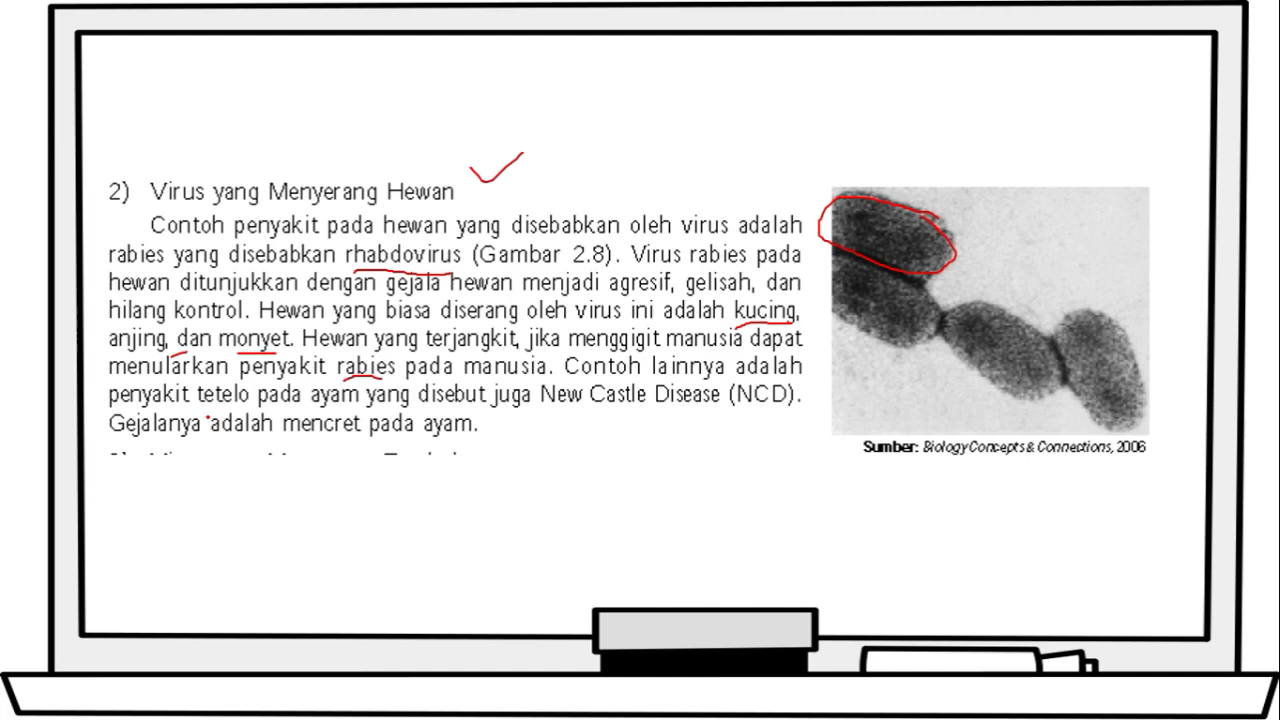 2) Virus yang Menyerang Hewan
Contoh penyakit pada hewan yang disebabkan oleh virus adalah
rabies yang disebabkan rhabdovirus (Gambar 2.8). Virus rabies pada
hewan ditunjukkan dengan gejala hewan menjadi agresif, gelisah, dan
hilang kontrol. Hewan yang biasa diserang oleh virus ini adalah kucing,
anjing, dan monyet. Hewan yang terjangkit, jika menggigit manusia dapat
menularkan penyakit rabies pada manusia. Contoh lainnya adalah
penyakit tetelo pada ayam yang disebut juga New Castle Disease (NCD).
Gejalanya adalah mencret pada ayam.
Sumber: Biology Concepts & Connections, 2006